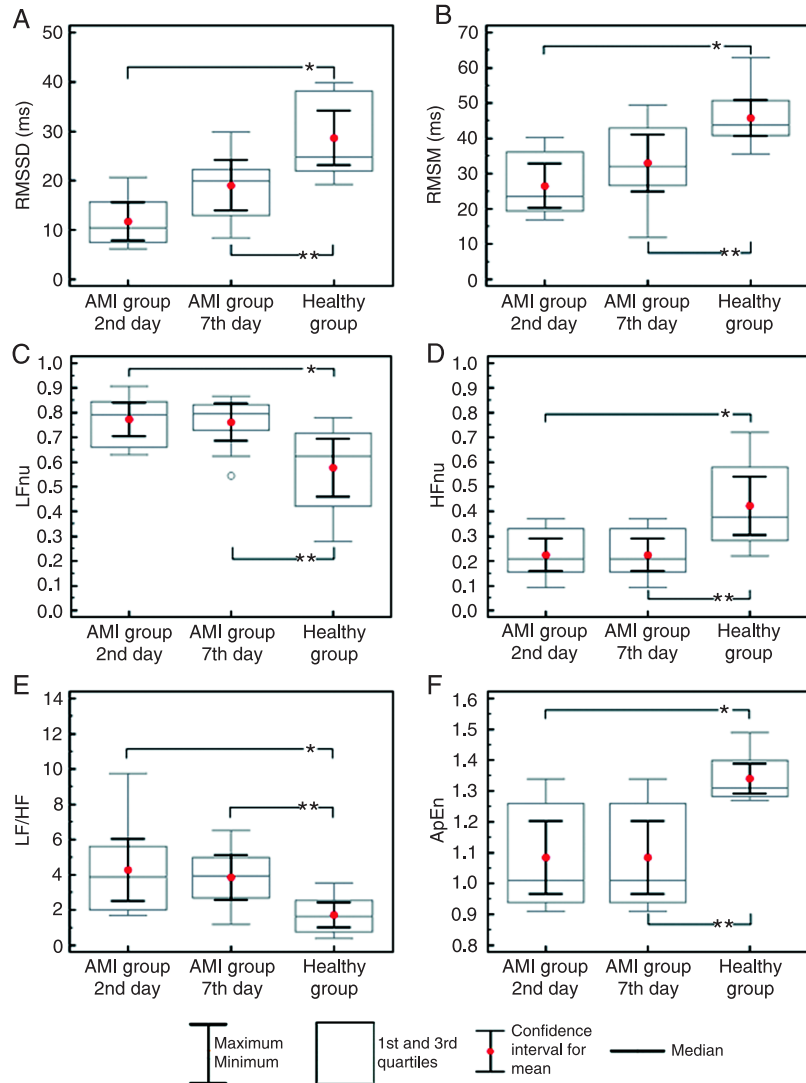 A
RMSSD (ms)
50
40
30
20
10
0
*
**
AMI group 2nd day
AMI group 7th day
Healthy group
B
RMSM (ms)
70
60
50
40
30
20
10
0
*
**
AMI group 2nd day
AMI group 7th day
Healthy group
C
LFnu
1.0
0.9
0.8
0.7
0.6
0.5
0.4
0.3
0.2
0.1
0.0
*
**
AMI group 2nd day
AMI group 7th day
Healthy group
D
HFnu
1.0
0.9
0.8
0.7
0.6
0.5
0.4
0.3
0.2
0.1
0.0
*
**
AMI group 2nd day
AMI group 7th day
Healthy group
E
LF/HF
14
12
10
8
6
4
2
0
*
**
AMI group 2nd day
AMI group 7th day
Healthy group
F
ApEn
1.6
1.5
1.4
1.3
1.2
1.1
1.0
0.9
0.8
*
**
AMI group 2nd day
AMI group 7th day
Healthy group
Maximum
Minimum
1st and 3rd
quartiles
Confidence
interval for
mean
Median